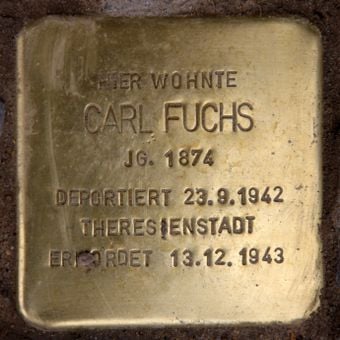 HIER WOHNTE
CARL FUCHS
JG. 1874
DEPORTIERT 23.9.1942
THERESIENSTADT
ERMORDET 13.12.1943